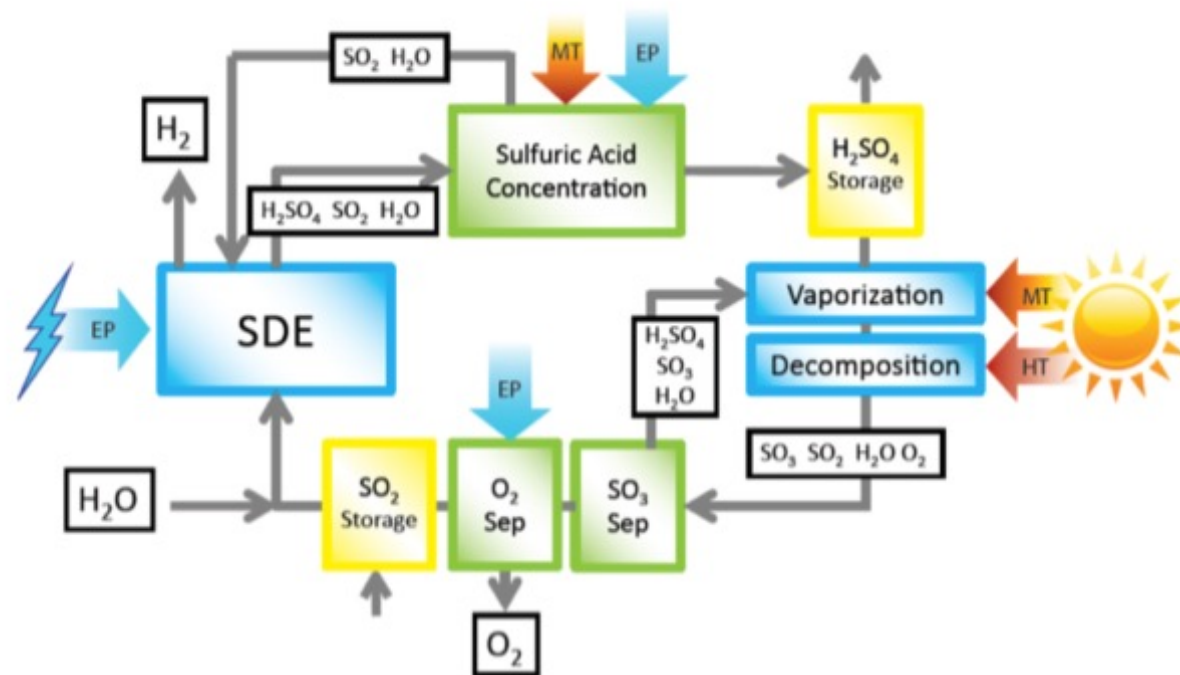 SO₂ H₂O
MT
EP
H₂
Sulfuric Acid
Concentration
H₂SO₄
Storage
H₂SO₄ SO₂ H₂O
EP
SDE
Vaporization
MT
Decomposition
HT
H₂SO₄
SO₃
H₂O
EP
SO₃ SO₂ H₂O O₂
H₂O
SO₂
Storage
O₂
Sep
SO₃
Sep
O₂